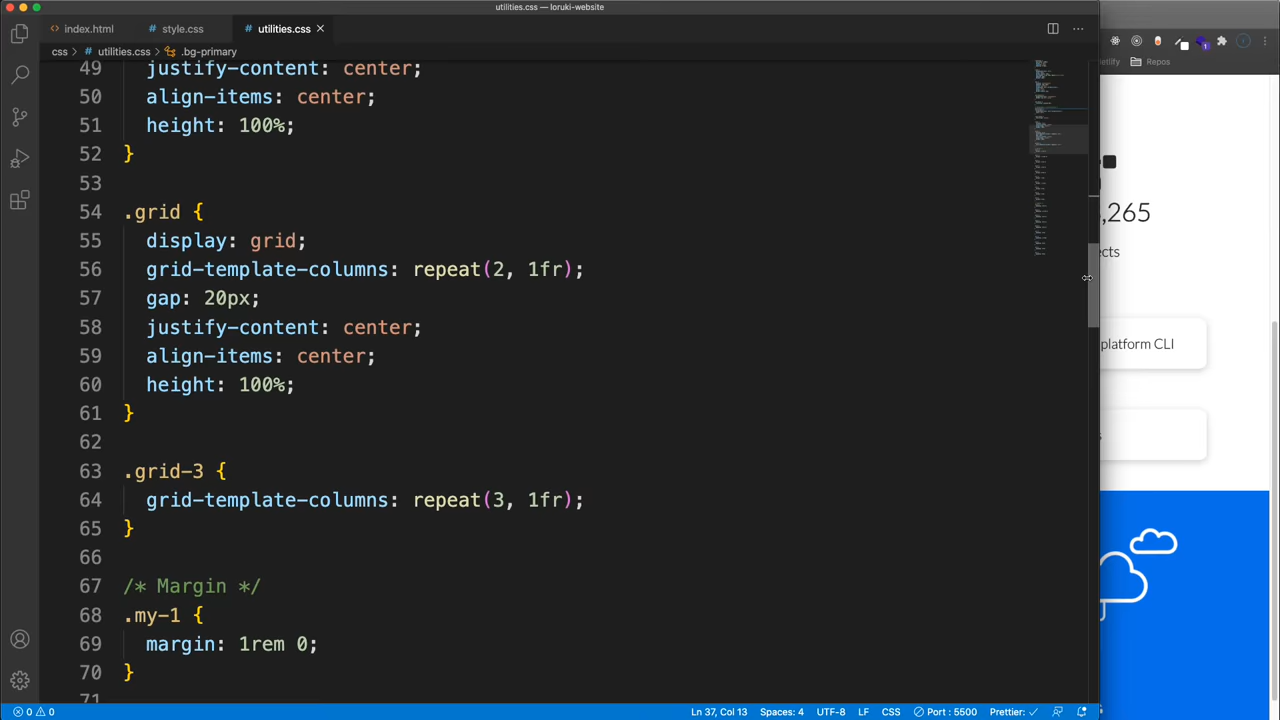 utilities.css — loruki-website
index.html
style.css
utilities.css
css > # utilities.css > .bg-primary
49 justify-content: center;
50 align-items: center;
51 height: 100%;
52 }
53
54 .grid {
55 display: grid;
56 grid-template-columns: repeat(2, 1fr);
57 gap: 20px;
58 justify-content: center;
59 align-items: center;
60 height: 100%;
61 }
62
63 .grid-3 {
64 grid-template-columns: repeat(3, 1fr);
65 }
66
67 /* Margin */
68 .my-1 {
69 margin: 1rem 0;
70 }
71
etlify
Repos
,265
ects
platform CLI
s
0 0
Ln 37, Col 13
Spaces: 4
UTF-8
LF
CSS
Port : 5500
Prettier: ✓